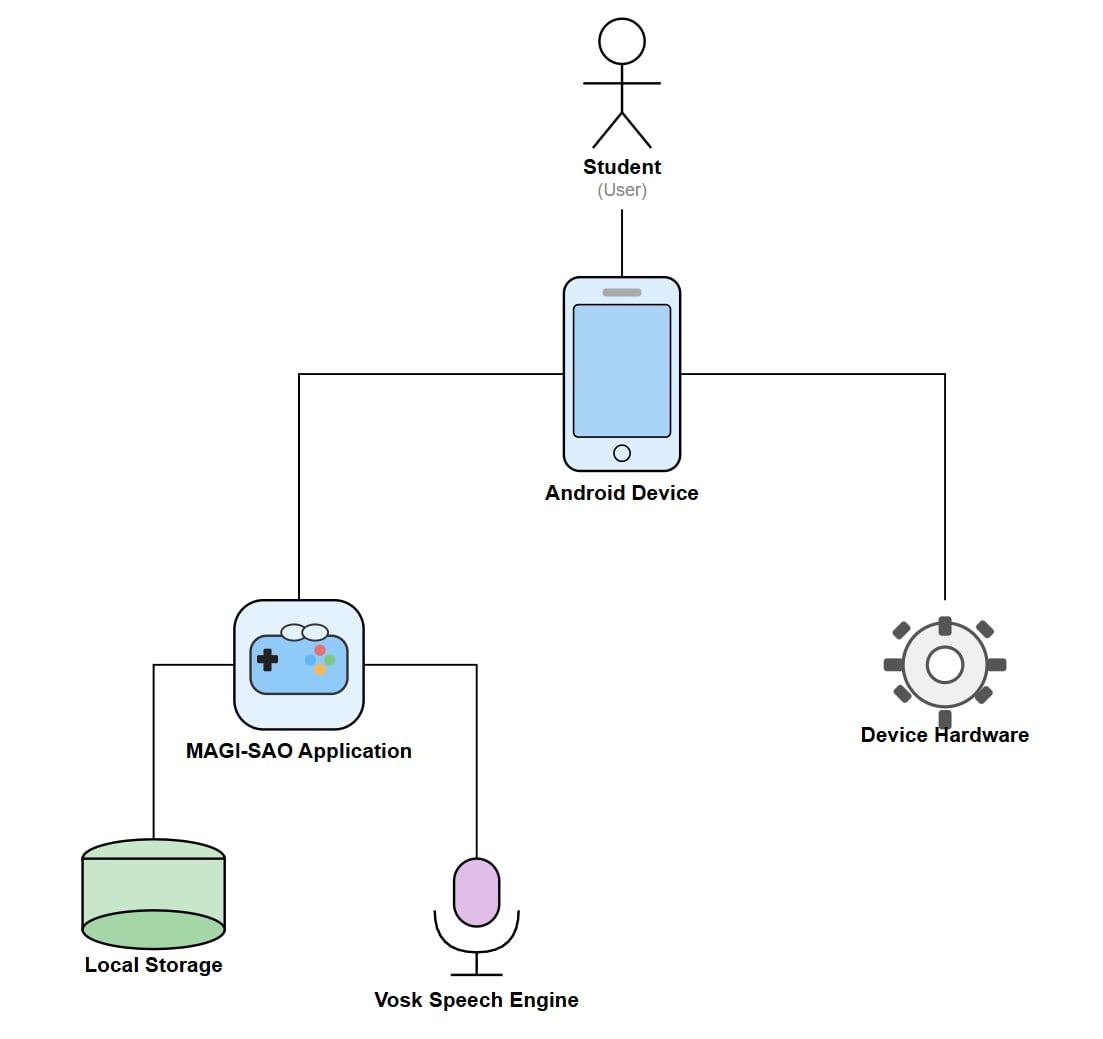 Student
(User)
Android Device
MAGI-SAO Application
Device Hardware
Local Storage
Vosk Speech Engine